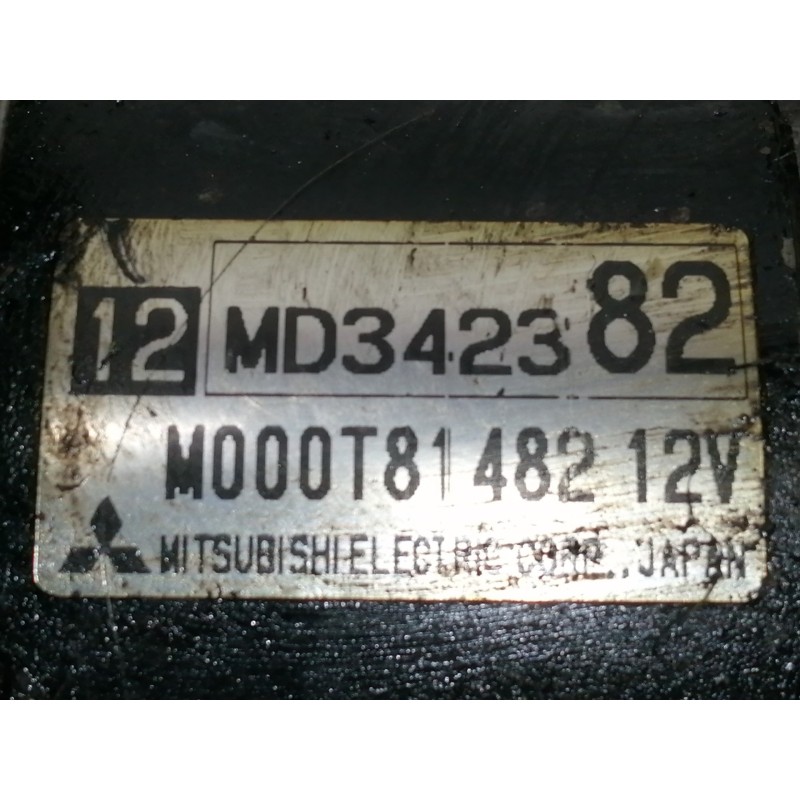 12 MD342382
M000T81482 12V
MITSUBISHI ELECTRIC CORP., JAPAN